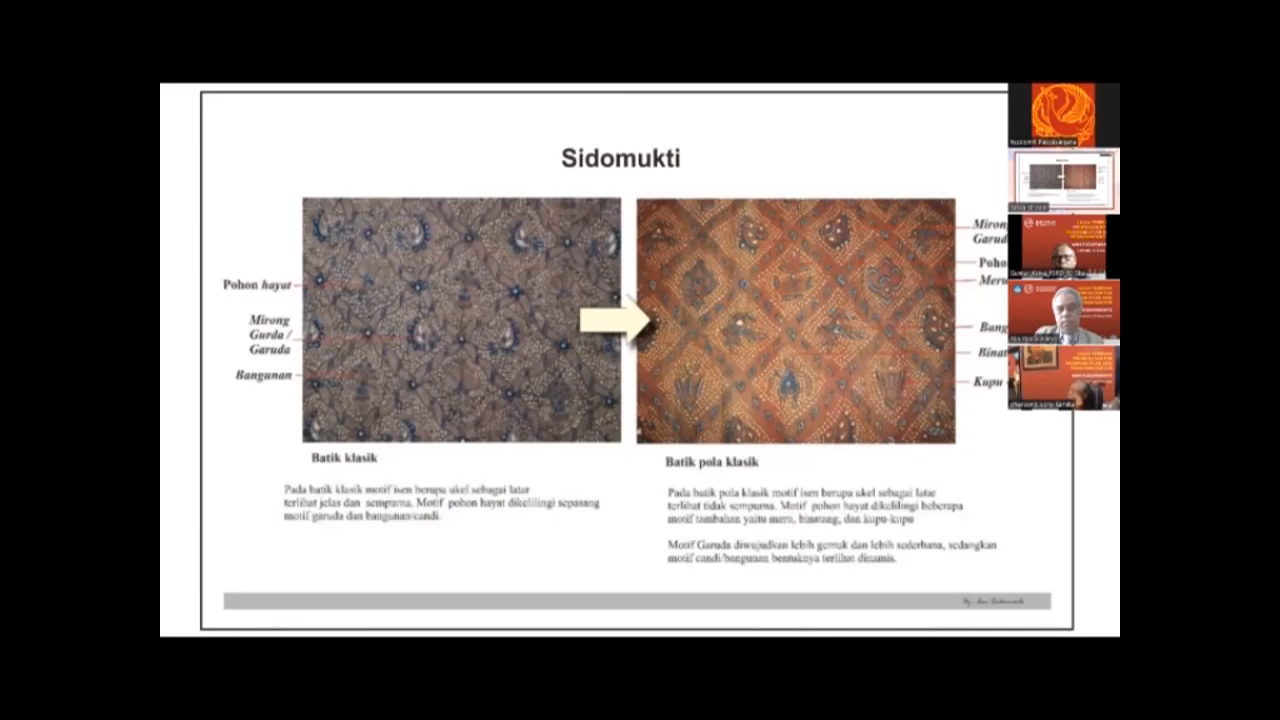 Sidomukti
Pohon hayat
Mirong
Gurda /
Garuda
Bangunan
Mirong
Garud
Poho
Meru
Bang
Binat
Kupu -
Batik klasik
Pada batik klasik motif isen berupa ukel sebagai latar
terlihat jelas dan sempurna. Motif pohon hayat dikelilingi sepasang
motif garuda dan bangunan/candi.
Batik pola klasik
Pada batik pola klasik motif isen berupa ukel sebagai latar
terlihat tidak sempurna. Motif pohon hayat dikelilingi beberapa
motif tambahan yaitu meru, binatang, dan kupu-kupu
Motif Garuda diwujudkan lebih gemuk dan lebih sederhana, sedangkan
motif candi/bangunan bentuknya terlihat dinamis.